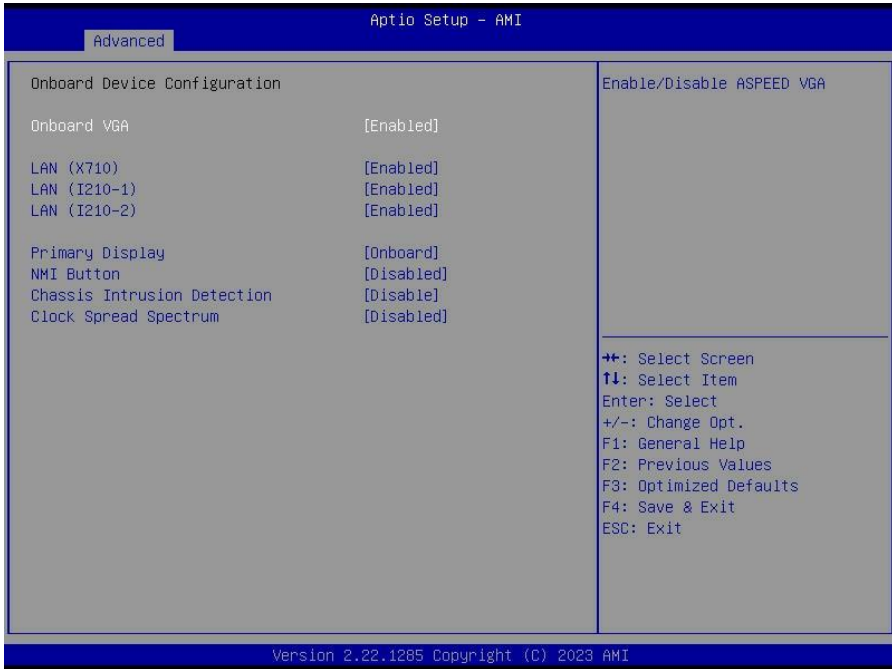 Aptio Setup – AMI
Advanced
Onboard Device Configuration
Onboard VGA [Enabled]
LAN (X710) [Enabled]
LAN (I210-1) [Enabled]
LAN (I210-2) [Enabled]
Primary Display [Onboard]
NMI Button [Disabled]
Chassis Intrusion Detection [Disable]
Clock Spread Spectrum [Disabled]
Enable/Disable ASPEED VGA
→←: Select Screen
↑↓: Select Item
Enter: Select
+/-: Change Opt.
F1: General Help
F2: Previous Values
F3: Optimized Defaults
F4: Save & Exit
ESC: Exit
Version 2.22.1285 Copyright (C) 2023 AMI